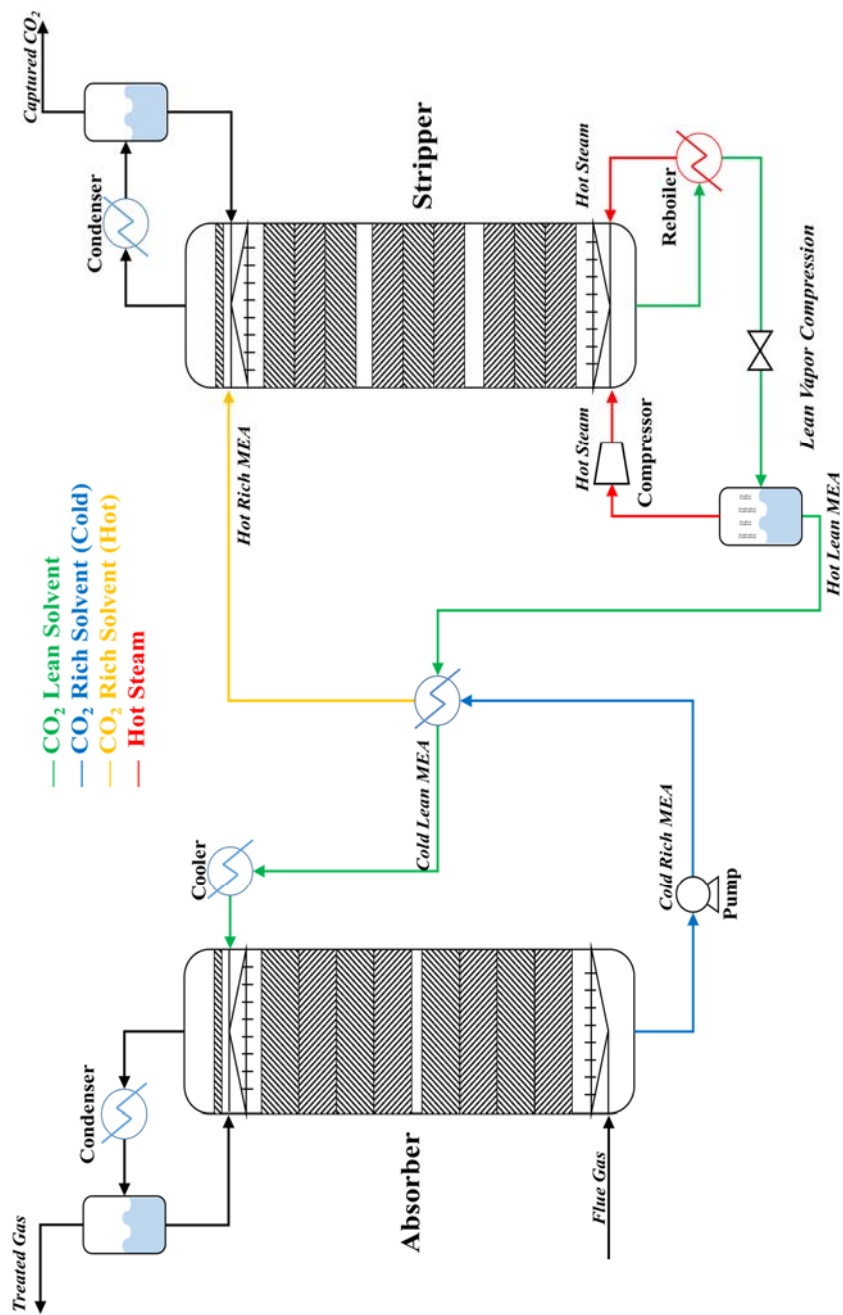 Captured CO₂
Treated Gas
Condenser
Condenser
— CO₂ Lean Solvent
— CO₂ Rich Solvent (Cold)
— CO₂ Rich Solvent (Hot)
— Hot Steam
Cooler
Hot Rich MEA
Absorber
Stripper
Cold Lean MEA
Hot Steam
Hot Steam
Compressor
Reboiler
Flue Gas
Cold Rich MEA
Pump
Lean Vapor Compression
Hot Lean MEA